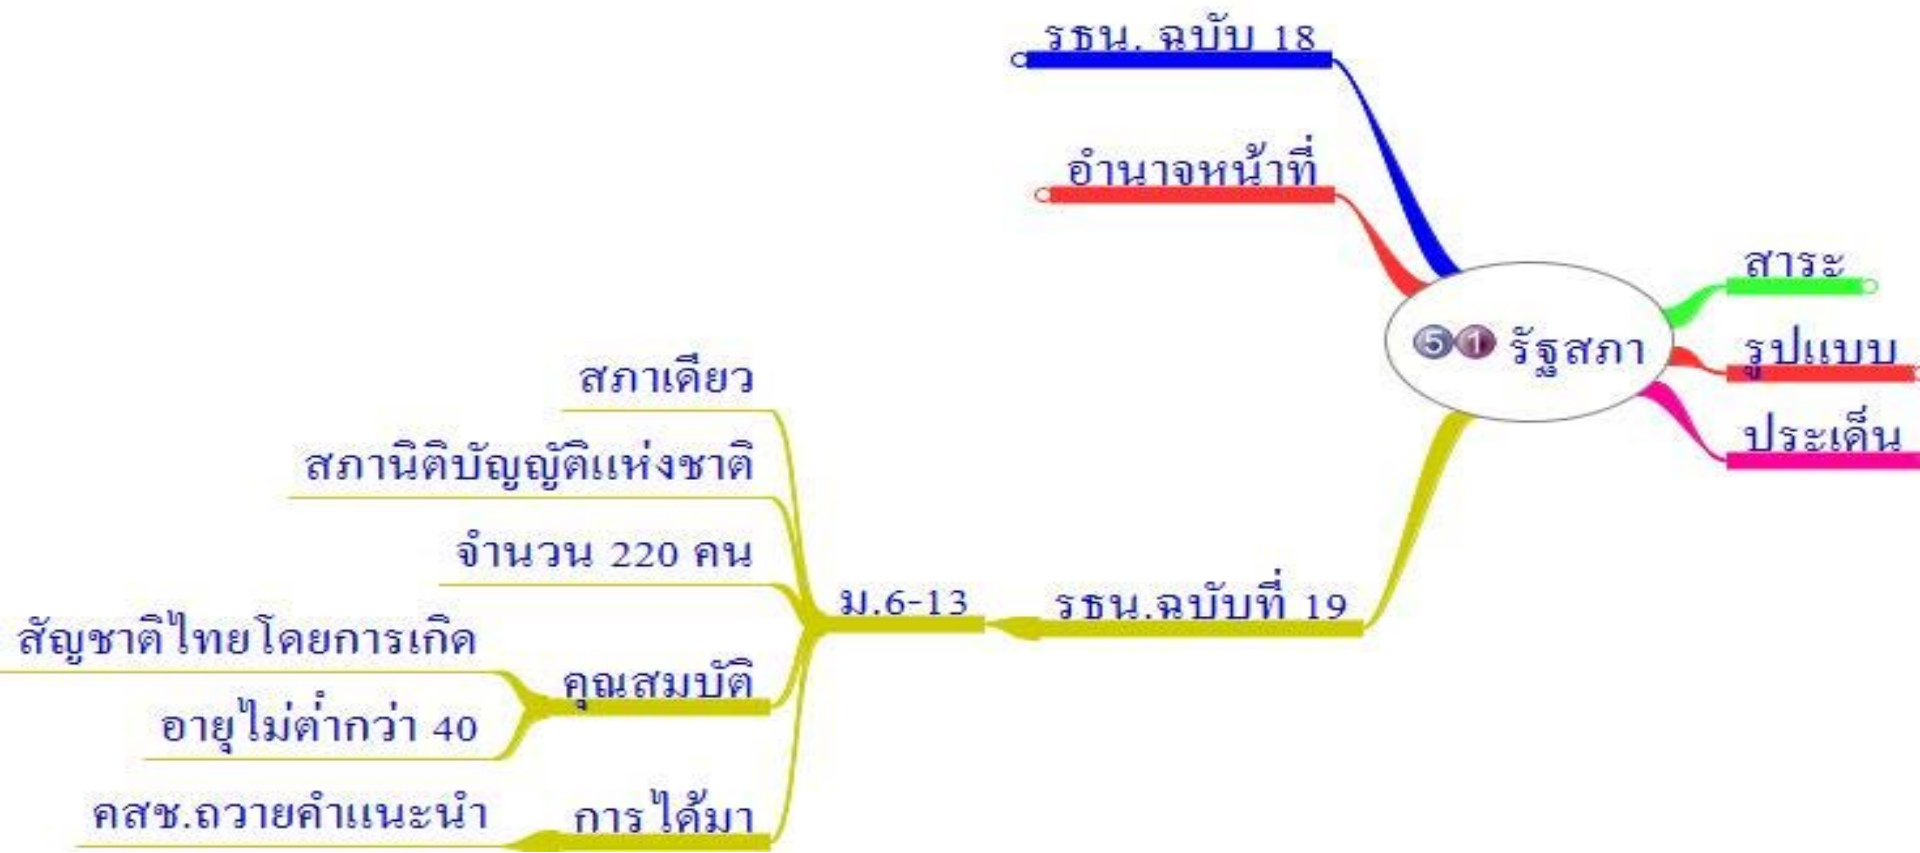 รธน. ฉบับ 18
อำนาจหน้าที่
5 1 รัฐสภา
สาระ
รูปแบบ
ประเด็น
รธน.ฉบับที่ 19
ม.6-13
สภาเดียว
สภานิติบัญญัติแห่งชาติ
จำนวน 220 คน
คุณสมบัติ
สัญชาติไทยโดยการเกิด
อายุไม่ต่ำกว่า 40
การได้มา
คสช.ถวายคำแนะนำ